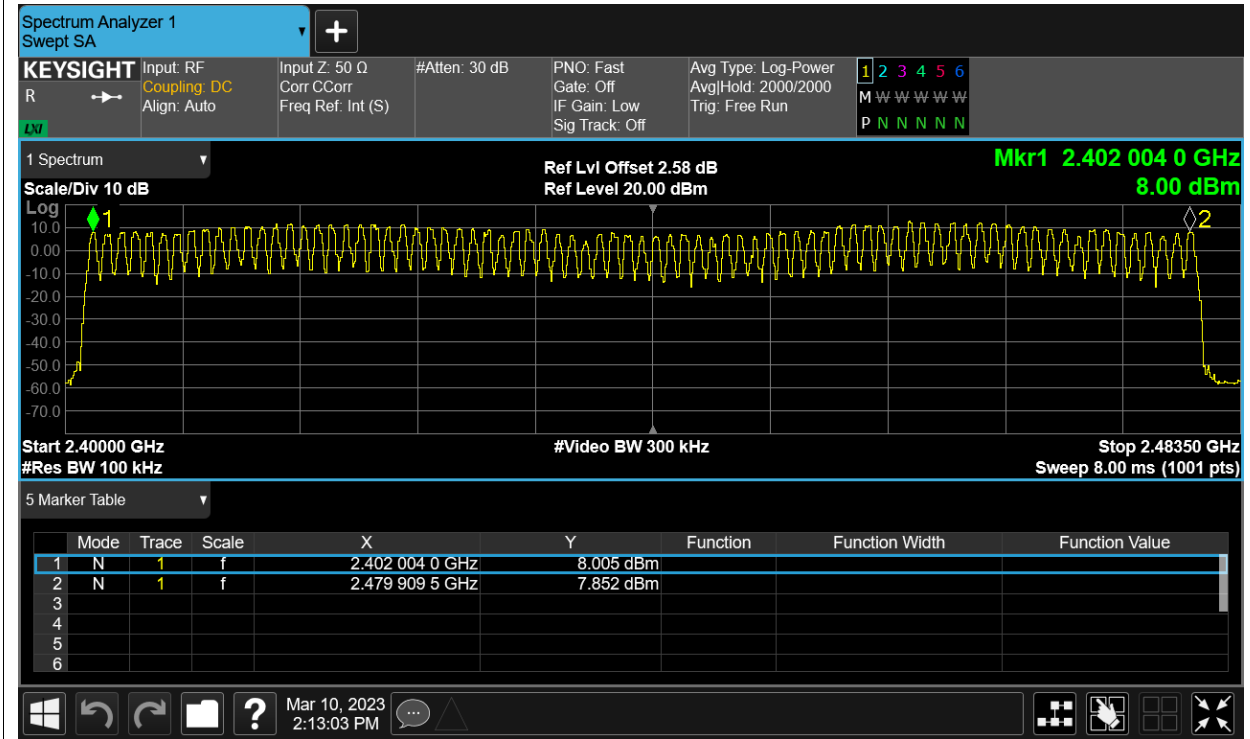 Spectrum Analyzer 1
Swept SA
KEYSIGHT
R
LXI
Input: RF
Coupling: DC
Align: Auto
Input Z: 50 Ω
Corr CCorr
Freq Ref: Int (S)
#Atten: 30 dB
PNO: Fast
Gate: Off
IF Gain: Low
Sig Track: Off
Avg Type: Log-Power
Avg|Hold: 2000/2000
Trig: Free Run
1 2 3 4 5 6
M W W W W W
P N N N N N
1 Spectrum
Scale/Div 10 dB
Ref Lvl Offset 2.58 dB
Ref Level 20.00 dBm
Mkr1 2.402 004 0 GHz
8.00 dBm
Log
1
2
10.0
0.00
-10.0
-20.0
-30.0
-40.0
-50.0
-60.0
-70.0
Start 2.40000 GHz
#Video BW 300 kHz
Stop 2.48350 GHz
#Res BW 100 kHz
Sweep 8.00 ms (1001 pts)
5 Marker Table
Mode Trace Scale X Y Function Function Width Function Value
1 N 1 f 2.402 004 0 GHz 8.005 dBm
2 N 1 f 2.479 909 5 GHz 7.852 dBm
3
4
5
6
?
Mar 10, 2023
2:13:03 PM